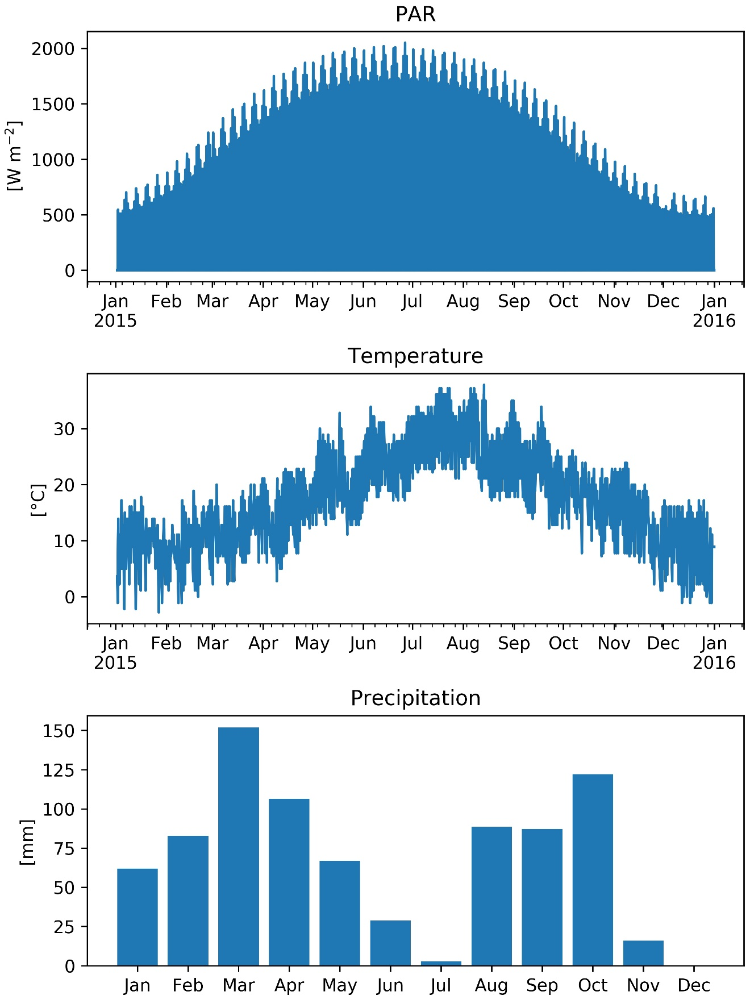 PAR
2000
1500
1000
500
0
[W m⁻²]
Jan Feb Mar Apr May Jun Jul Aug Sep Oct Nov Dec Jan
2015 2016
Temperature
30
20
10
0
[°C]
Jan Feb Mar Apr May Jun Jul Aug Sep Oct Nov Dec Jan
2015 2016
Precipitation
150
125
100
75
50
25
0
[mm]
Jan Feb Mar Apr May Jun Jul Aug Sep Oct Nov Dec